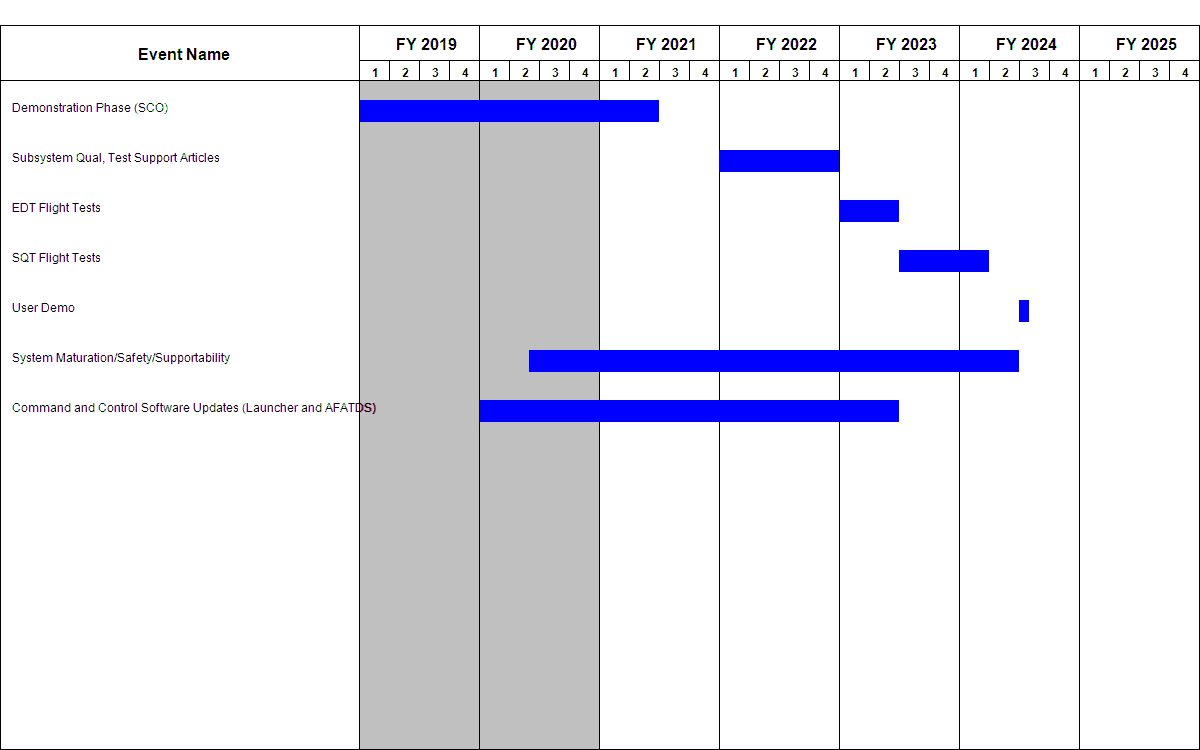 Event Name
FY 2019 FY 2020 FY 2021 FY 2022 FY 2023 FY 2024 FY 2025
1 2 3 4 1 2 3 4 1 2 3 4 1 2 3 4 1 2 3 4 1 2 3 4 1 2 3 4
Demonstration Phase (SCO)
Subsystem Qual, Test Support Articles
EDT Flight Tests
SQT Flight Tests
User Demo
System Maturation/Safety/Supportability
Command and Control Software Updates (Launcher and AFATDS)